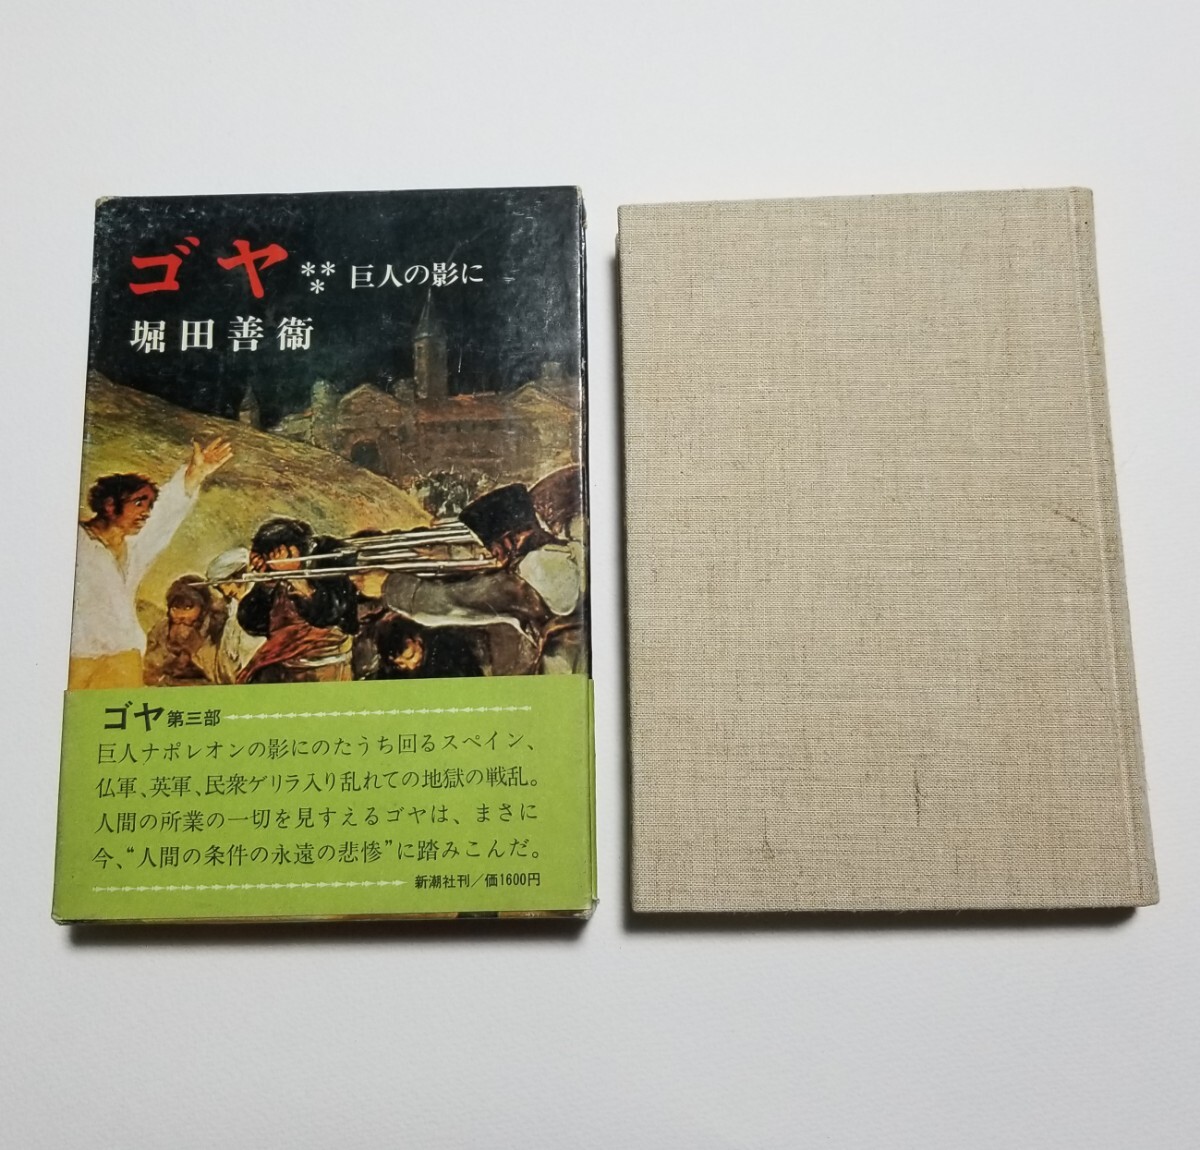 ゴヤ *** 巨人の影に
堀田善衞
ゴヤ 第三部
巨人ナポレオンの影にのたうち回るスペイン、
仏軍、英軍、民衆ゲリラ入り乱れての地獄の戦乱。
人間の所業の一切を見すえるゴヤは、まさに
今、“人間の条件の永遠の悲惨”に踏みこんだ。
新潮社刊／価1600円